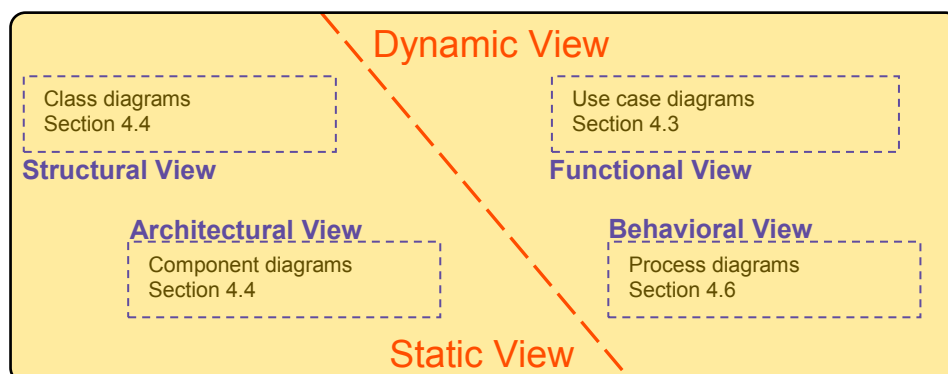 Dynamic View
Class diagrams
Section 4.4
Structural View
Use case diagrams
Section 4.3
Functional View
Architectural View
Component diagrams
Section 4.4
Behavioral View
Process diagrams
Section 4.6
Static View